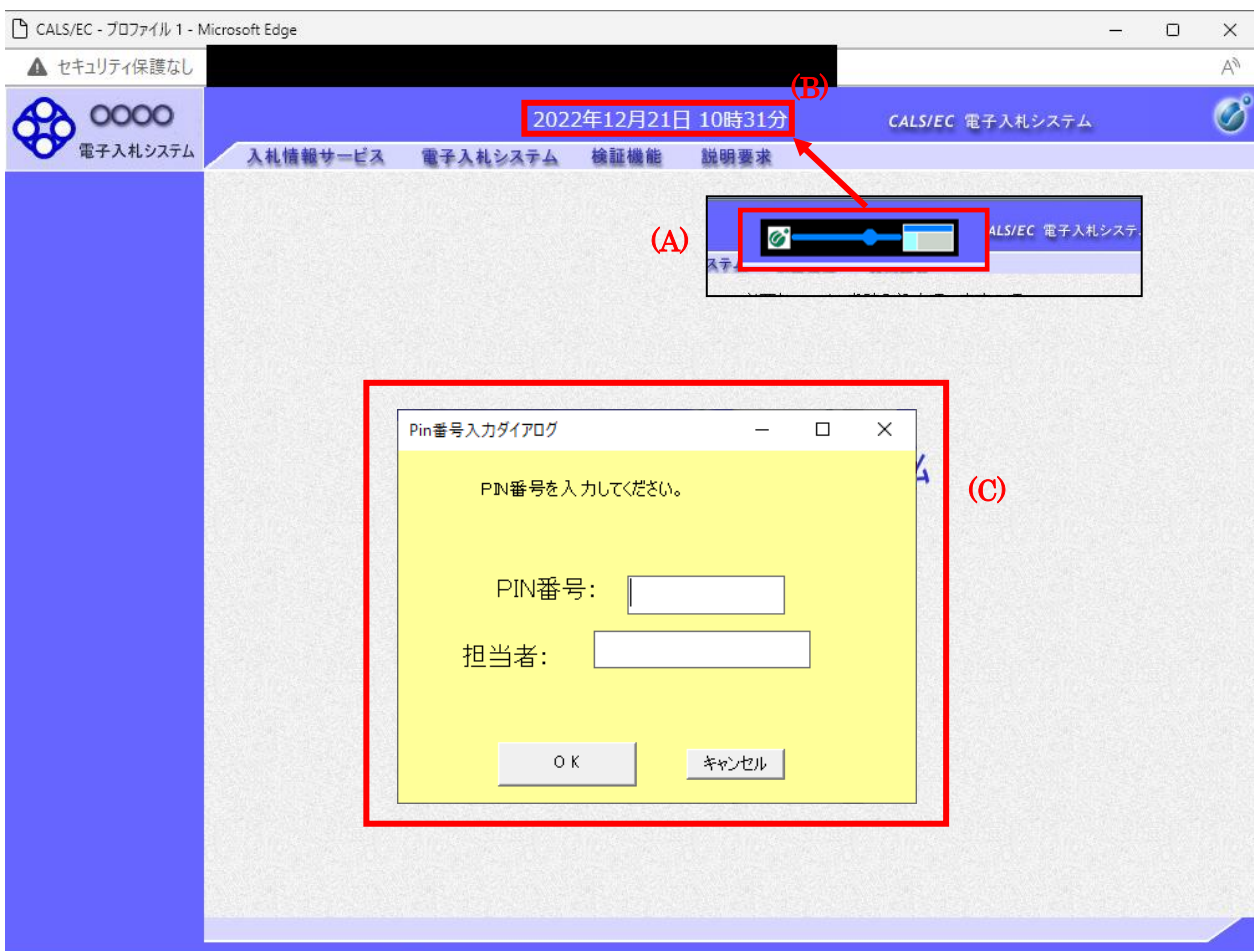 CALS/EC - プロファイル 1 - Microsoft Edge
セキュリティ保護なし
(B)
〇〇〇〇
電子入札システム
2022年12月21日 10時31分
CALS/EC 電子入札システム
入札情報サービス 電子入札システム 検証機能 説明要求
(A)
ALS/EC 電子入札システ
ステ
Pin番号入力ダイアログ
ム
(C)
PIN番号を入力してください。
PIN番号:
担当者:
OK
キャンセル